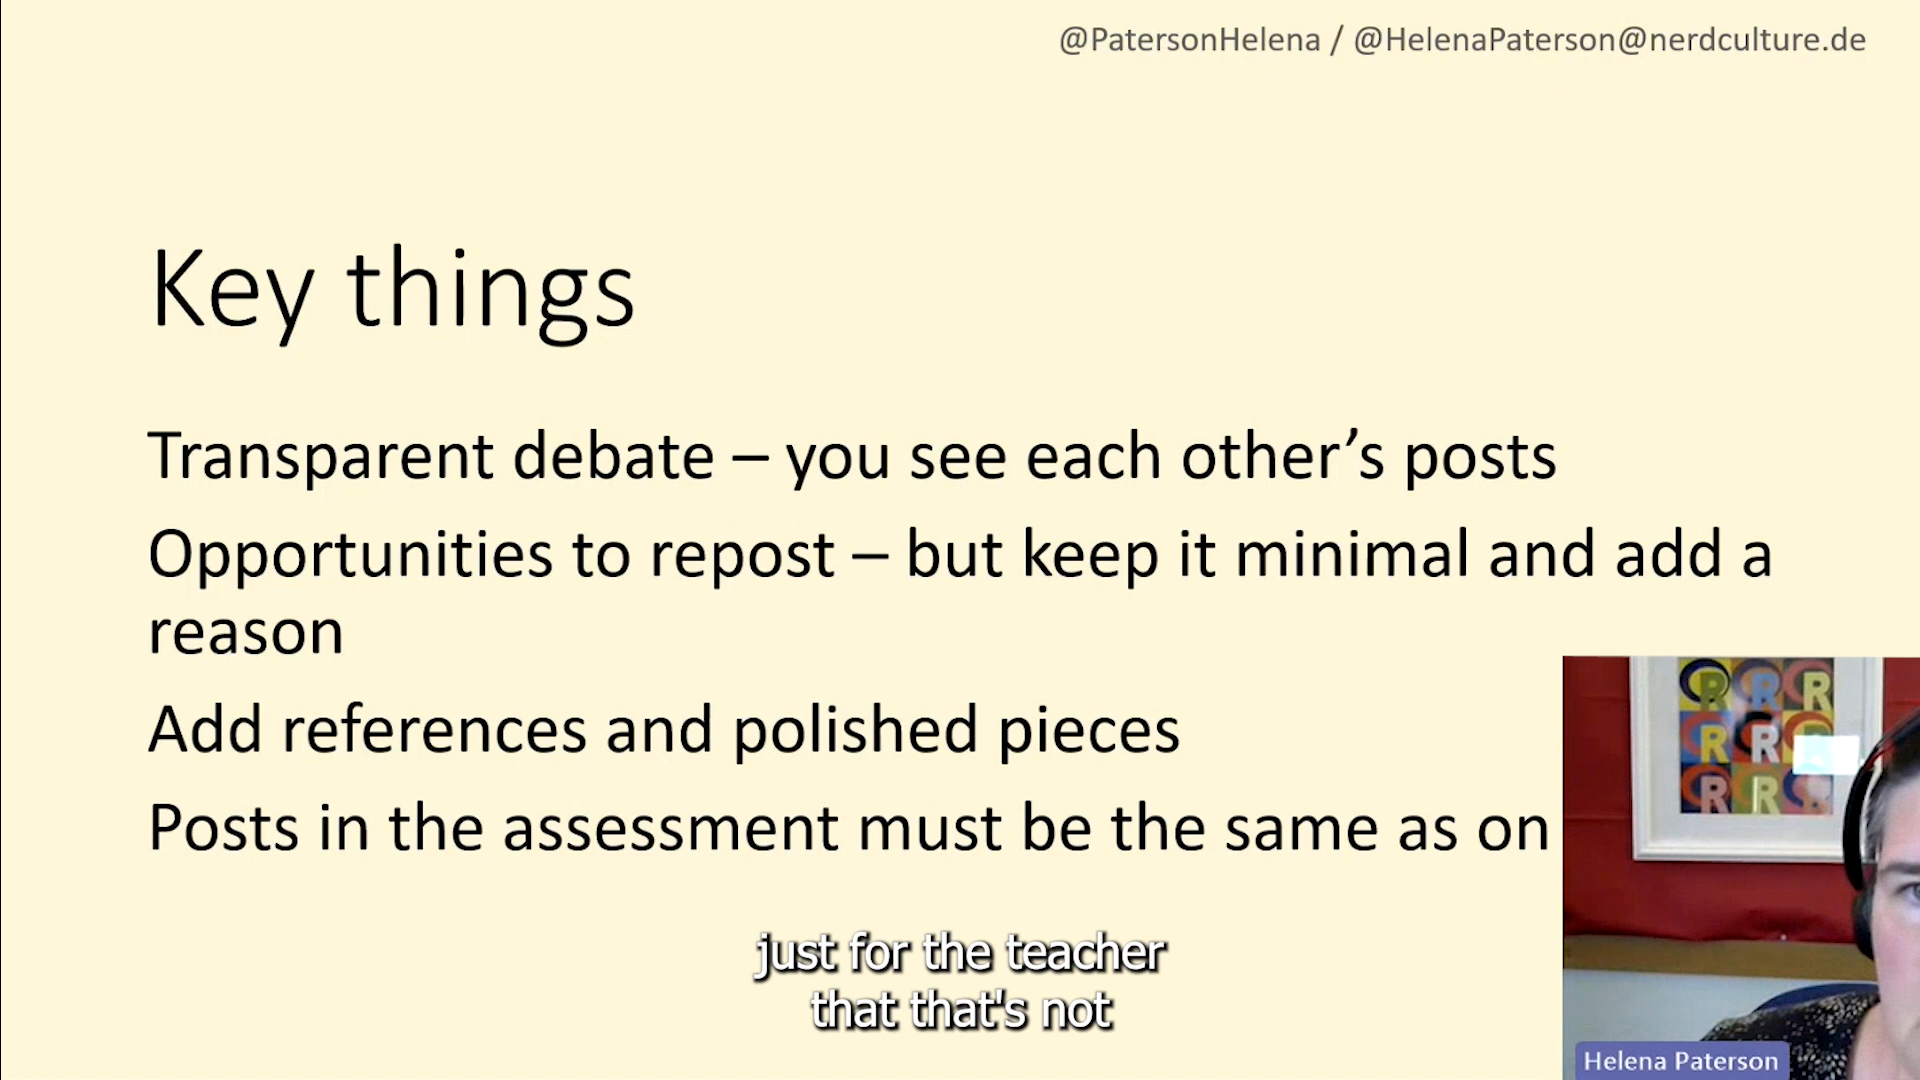 @PatersonHelena / @HelenaPaterson@nerdculture.de
Key things
Transparent debate – you see each other’s posts
Opportunities to repost – but keep it minimal and add a
reason
Add references and polished pieces
Posts in the assessment must be the same as on
R R R
R R R
R R R
just for the teacher
that that's not
Helena Paterson